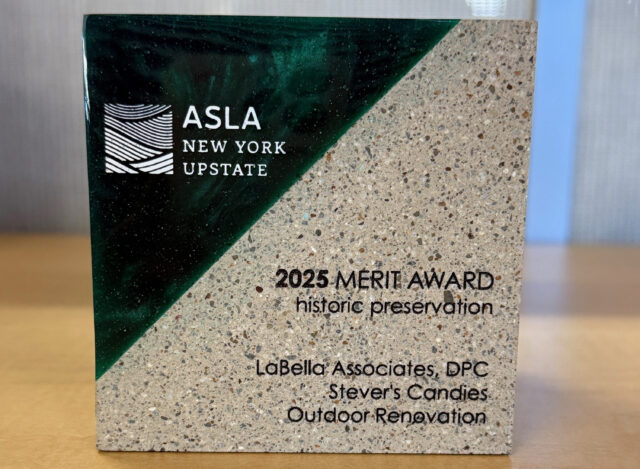 ASLA
NEW YORK
UPSTATE
2025 MERIT AWARD
historic preservation
LaBella Associates, DPC
Stever's Candies
Outdoor Renovation